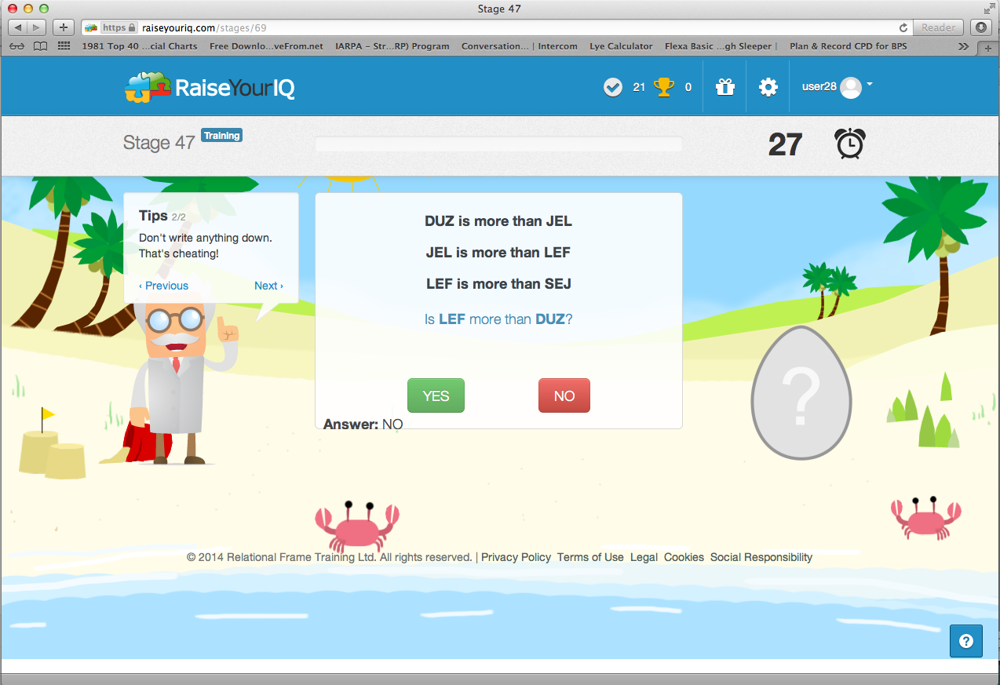 Stage 47
https raiseyouriq.com/stages/69
Reader
1981 Top 40 ...cial Charts Free Downlo...veFrom.net IARPA – Str...RP) Program Conversation... | Intercom Lye Calculator Flexa Basic ...gh Sleeper | Plan & Record CPD for BPS
RaiseYourIQ
21 0 user28
Stage 47 Training
27
Tips 2/2
Don't write anything down.
That's cheating!
‹ Previous Next ›
DUZ is more than JEL
JEL is more than LEF
LEF is more than SEJ
Is LEF more than DUZ?
YES NO
Answer: NO
?
© 2014 Relational Frame Training Ltd. All rights reserved. | Privacy Policy Terms of Use Legal Cookies Social Responsibility
?